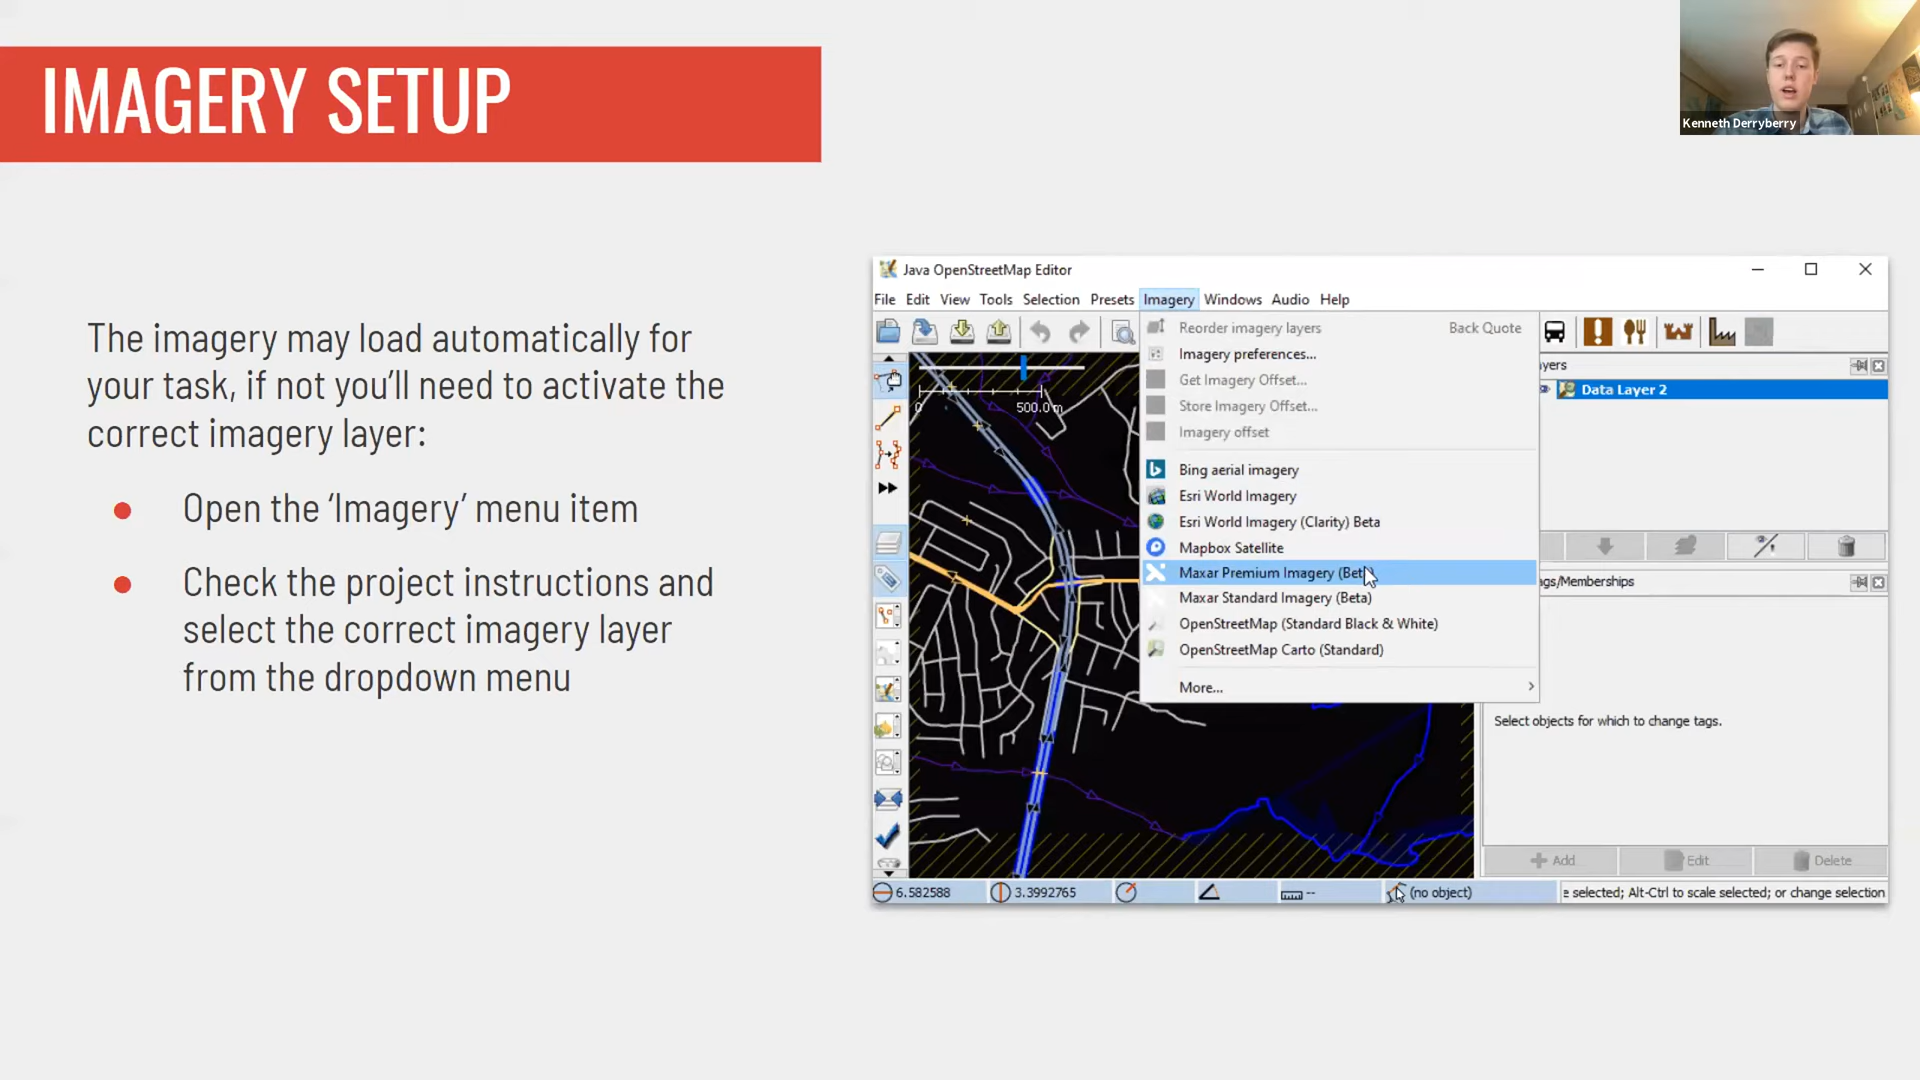 IMAGERY SETUP
Kenneth Derryberry
The imagery may load automatically for
your task, if not you’ll need to activate the
correct imagery layer:
Open the ‘Imagery’ menu item
Check the project instructions and
select the correct imagery layer
from the dropdown menu
Java OpenStreetMap Editor
File Edit View Tools Selection Presets Imagery Windows Audio Help
Reorder imagery layers Back Quote
Imagery preferences...
Get Imagery Offset...
Store Imagery Offset...
Imagery offset
Bing aerial imagery
Esri World Imagery
Esri World Imagery (Clarity) Beta
Mapbox Satellite
Maxar Premium Imagery
Maxar Standard Imagery (Beta)
OpenStreetMap (Standard Black & White)
OpenStreetMap Carto (Standard)
More...
0 500.0 m
yers
Data Layer 2
ags/Memberships
Select objects for which to change tags.
Add Edit Delete
6.582588 3.3992765 -- (no object) e selected; Alt-Ctrl to scale selected; or change selection